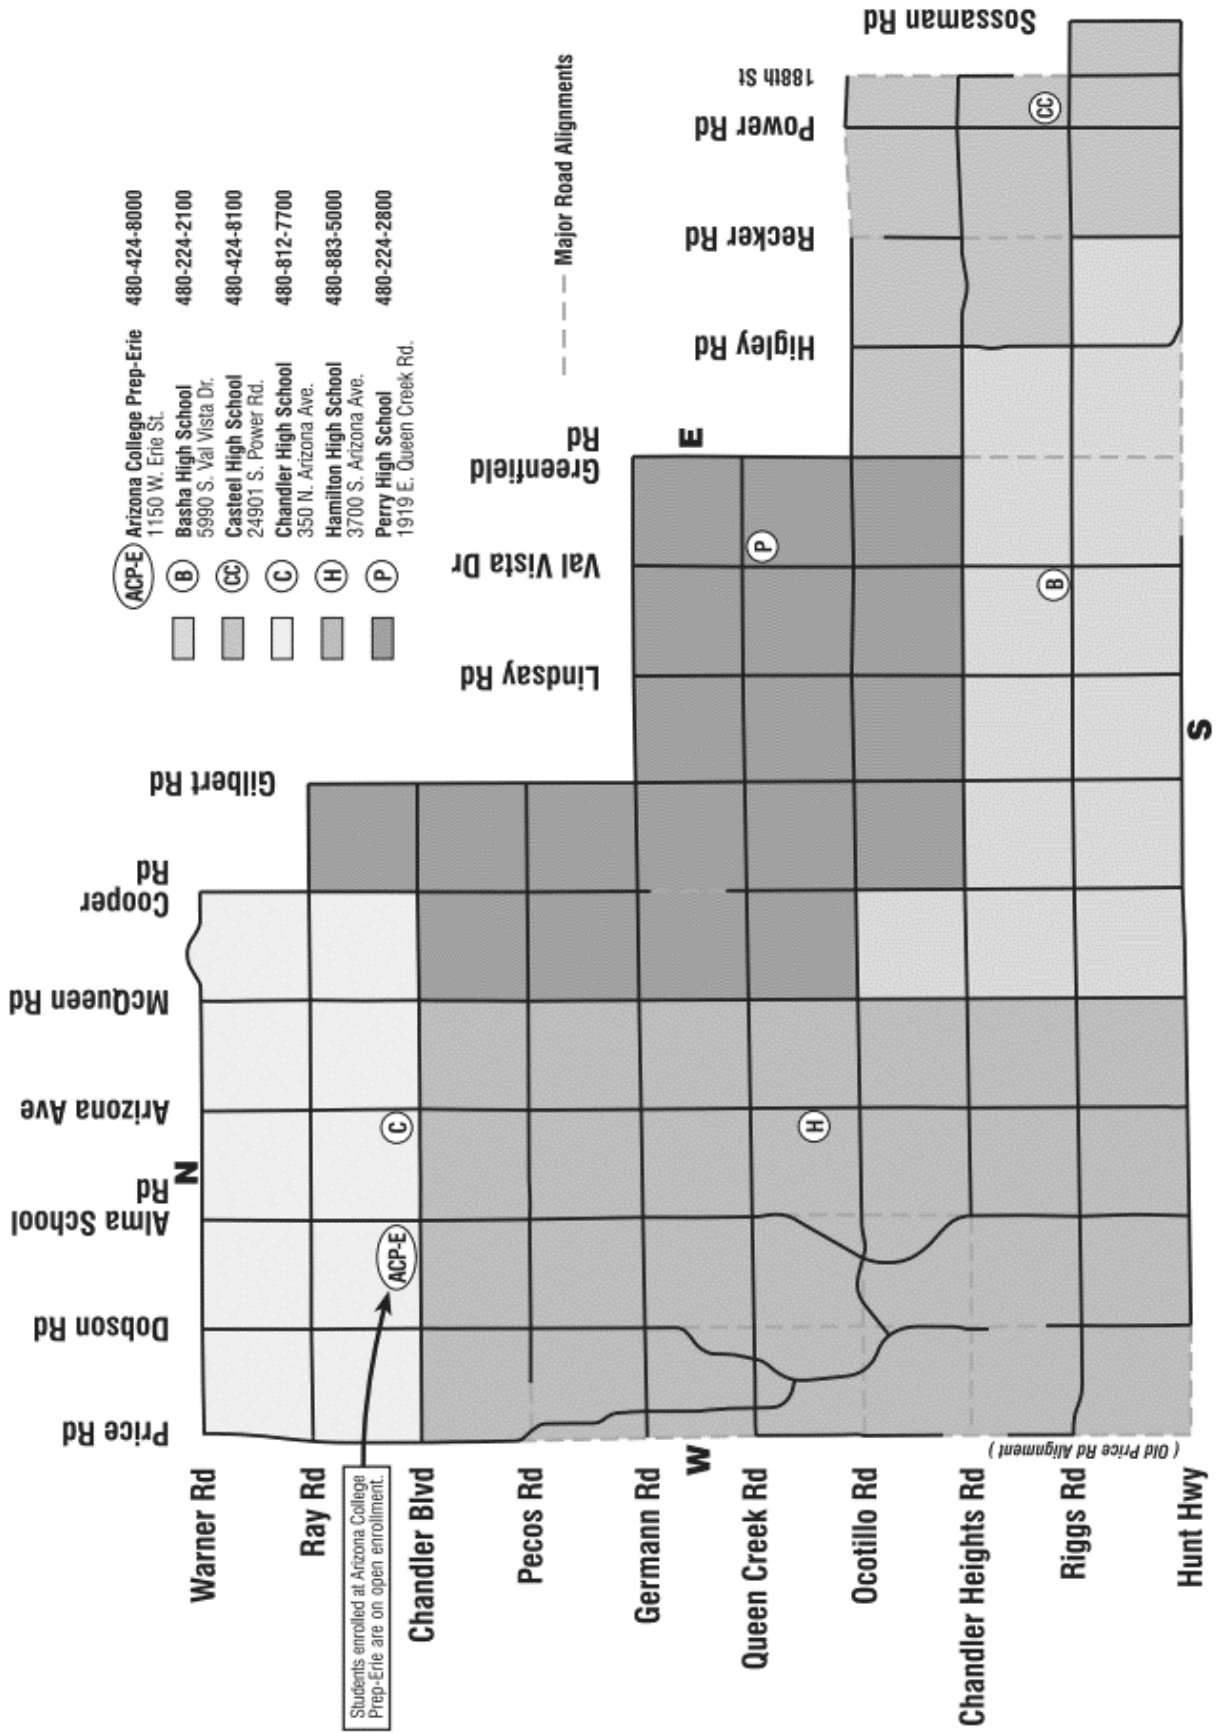 ACP-E
Arizona College Prep-Erie 480-424-8000
1150 W. Erie St.
B
Basha High School 480-224-2100
5990 S. Val Vista Dr.
CC
Casteel High School 480-424-8100
24901 S. Power Rd.
C
Chandler High School 480-812-7700
350 N. Arizona Ave.
H
Hamilton High School 480-883-5000
3700 S. Arizona Ave.
P
Perry High School 480-224-2800
1919 E. Queen Creek Rd.
Major Road Alignments
Price Rd
Dobson Rd
Alma School
Rd
Arizona Ave
McQueen Rd
Cooper
Rd
Gilbert Rd
Lindsay Rd
Val Vista Dr
Greenfield
Rd
Higley Rd
Recker Rd
Power Rd
188th St
Sossaman Rd
N
E
W
S
Warner Rd
Ray Rd
Chandler Blvd
Pecos Rd
Germann Rd
Queen Creek Rd
Ocotillo Rd
Chandler Heights Rd
Riggs Rd
Hunt Hwy
Students enrolled at Arizona College
Prep-Erie are on open enrollment.
( Old Price Rd Alignment )
ACP-E
C
H
P
B
CC